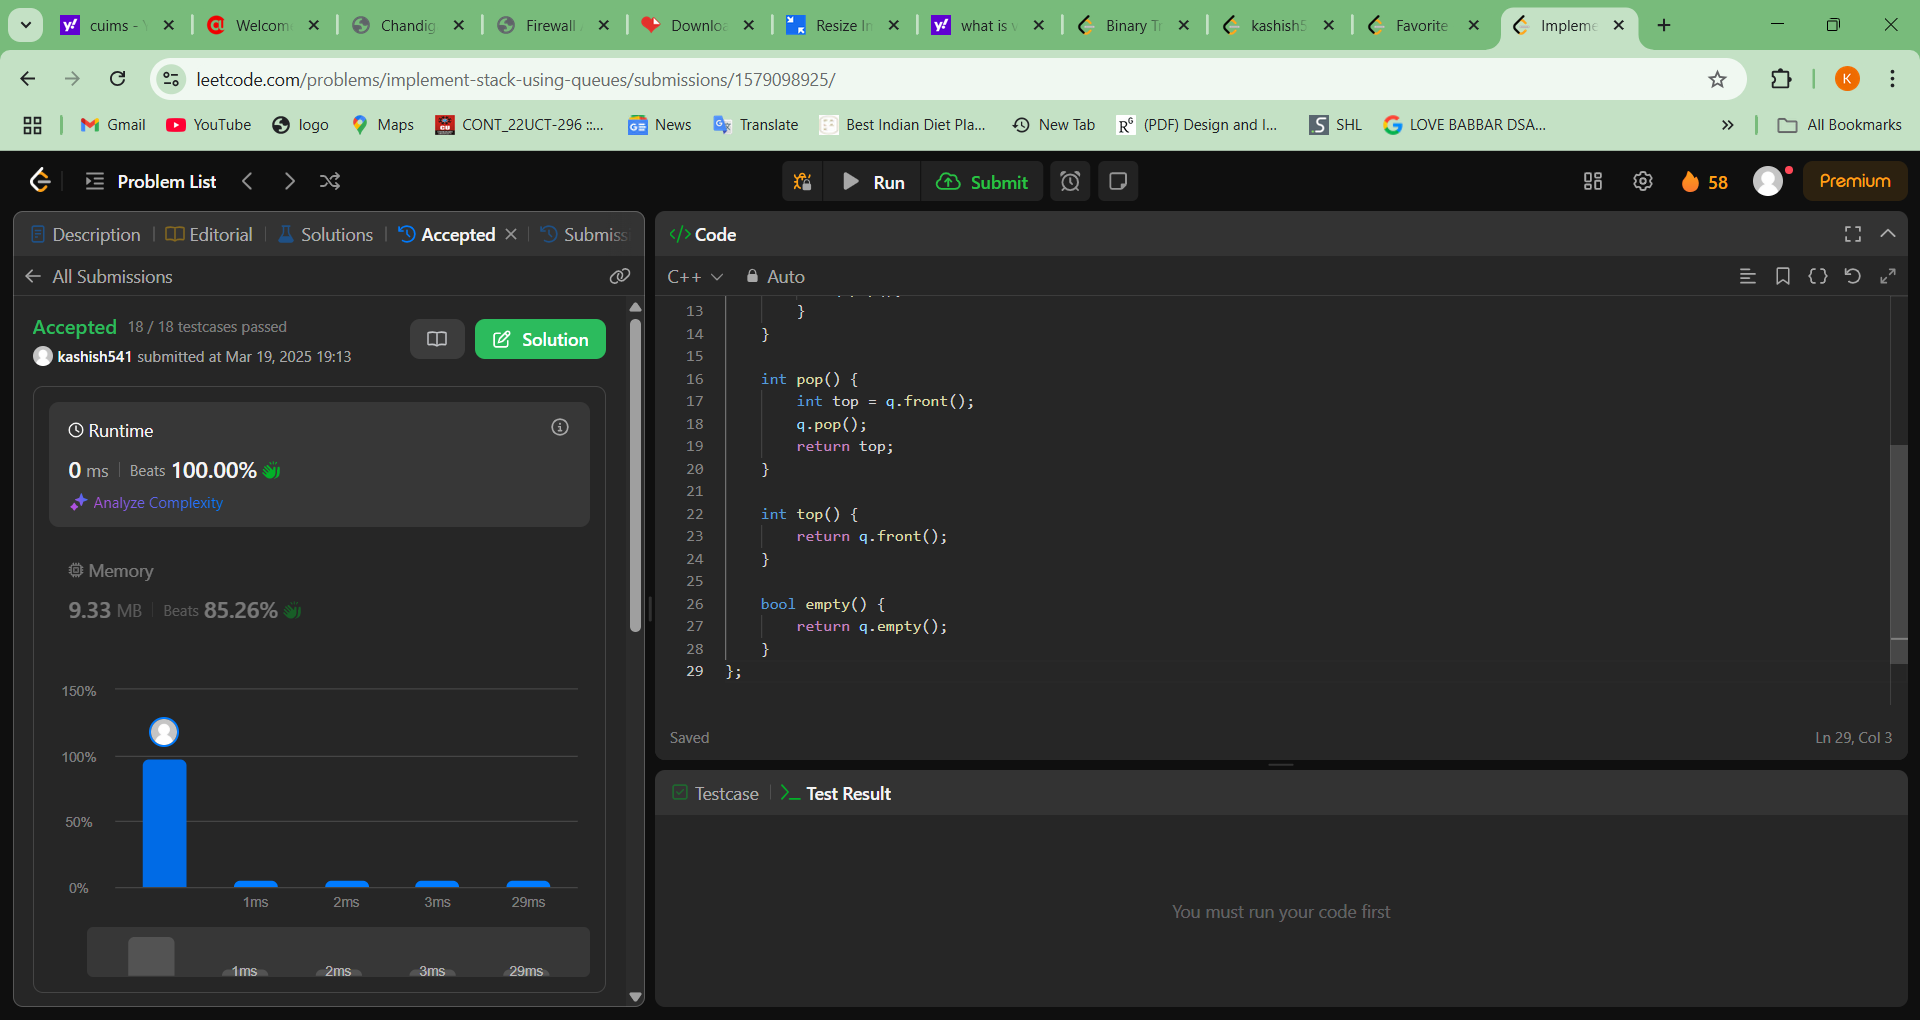 cuims - Y
Welcom
Chandig
Firewall
Downloa
Resize In
what is v
Binary Tr
kashish5
Favorite
Impleme
leetcode.com/problems/implement-stack-using-queues/submissions/1579098925/
K
Gmail
YouTube
logo
Maps
CONT_22UCT-296 ::...
News
Translate
Best Indian Diet Pla...
New Tab
(PDF) Design and I...
SHL
LOVE BABBAR DSA...
All Bookmarks
Problem List
Run
Submit
58
Premium
Description
Editorial
Solutions
Accepted
Submiss
All Submissions
Accepted 18 / 18 testcases passed
kashish541 submitted at Mar 19, 2025 19:13
Solution
Runtime
0 ms Beats 100.00%
Analyze Complexity
Memory
9.33 MB Beats 85.26%
150%
100%
50%
0%
1ms 2ms 3ms 29ms
1ms 2ms 3ms 29ms
</> Code
C++ Auto
13 }
14 }
15
16 int pop() {
17 int top = q.front();
18 q.pop();
19 return top;
20 }
21
22 int top() {
23 return q.front();
24 }
25
26 bool empty() {
27 return q.empty();
28 }
29 };
Saved
Ln 29, Col 3
Testcase
Test Result
You must run your code first